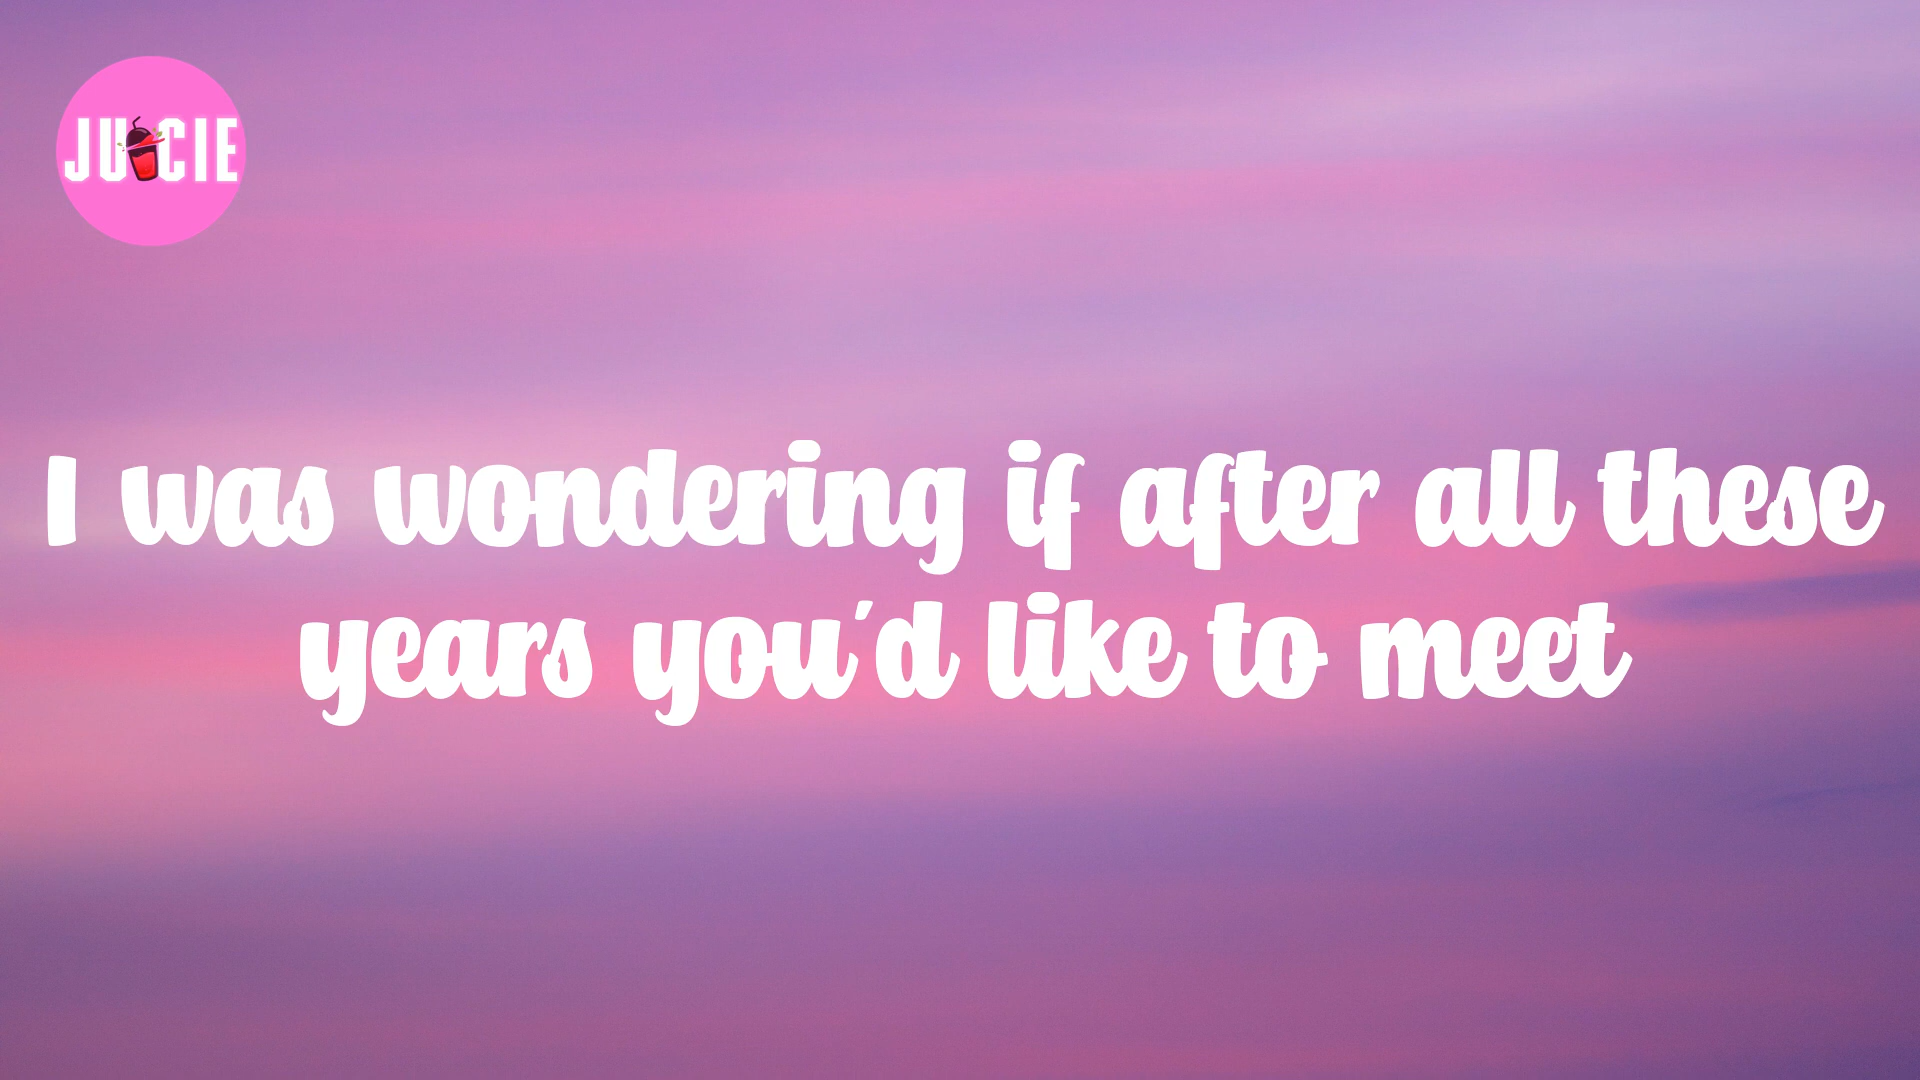 JUICIE
I was wondering if after all these
years you'd like to meet